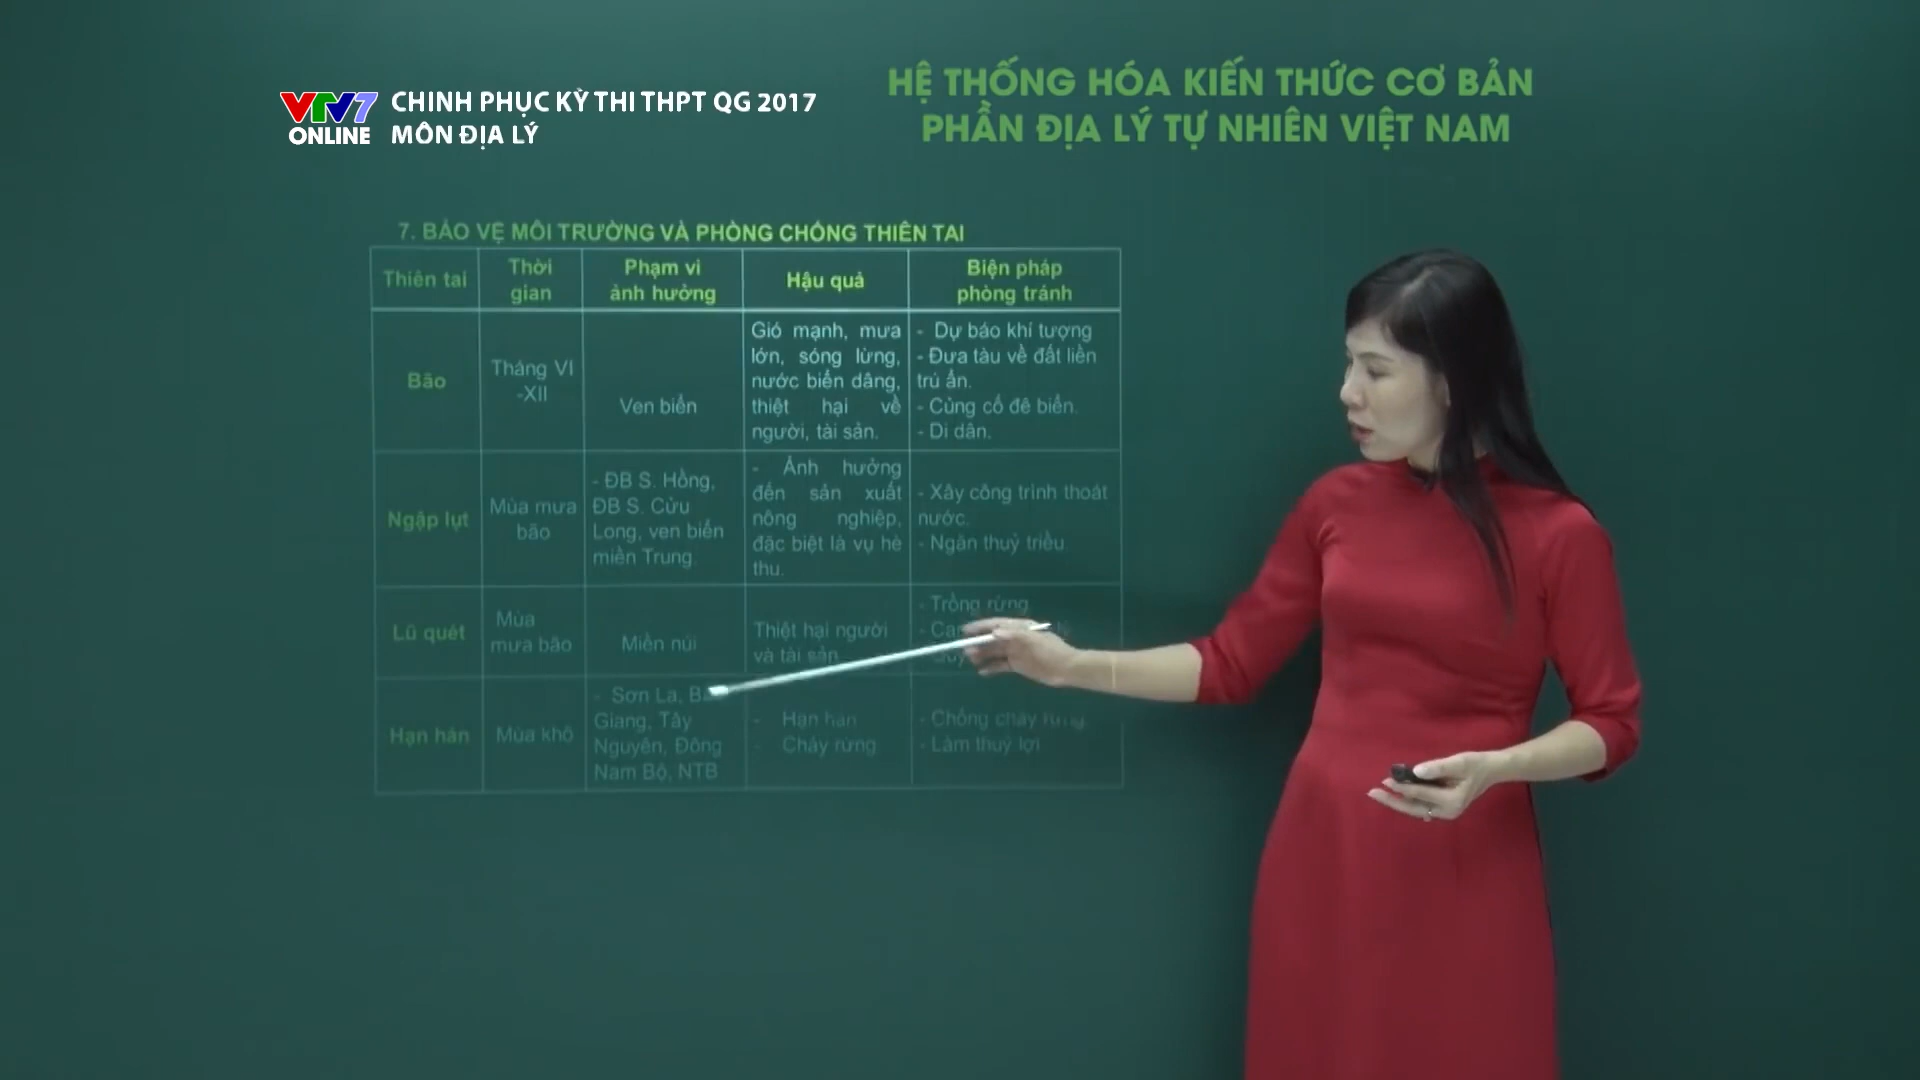 VTV7
ONLINE
CHINH PHỤC KỲ THI THPT QG 2017
MÔN ĐỊA LÝ
HỆ THỐNG HÓA KIẾN THỨC CƠ BẢN
PHẦN ĐỊA LÝ TỰ NHIÊN VIỆT NAM
7. BẢO VỆ MÔI TRƯỜNG VÀ PHÒNG CHỐNG THIÊN TAI
Thiên tai
Thời
gian
Phạm vi
ảnh hưởng
Hậu quả
Biện pháp
phòng tránh
Bão
Tháng VI
-XII
Ven biển
Gió mạnh, mưa
lớn, sóng lừng,
nước biển dâng,
thiệt hại về
người, tài sản.
- Dự báo khí tượng
- Đưa tàu về đất liền
trú ẩn.
- Củng cố đê biển.
- Di dân.
Ngập lụt
Mùa mưa
bão
- ĐB S. Hồng,
ĐB S. Cửu
Long, ven biển
miền Trung.
- Ảnh hưởng
đến sản xuất
nông nghiệp,
đặc biệt là vụ hè
thu.
- Xây công trình thoát
nước.
- Ngăn thuỷ triều
Lũ quét
Mùa
mưa bão
Miền núi
Thiệt hại người
và tài sản
- Trồng rừng
Hạn hán
Mùa khô
- Sơn La,
Giang, Tây
Nguyên, Đông
Nam Bộ, NTB
- Hạn hán
- Cháy rừng
- Chống cháy rừng
- Làm thuỷ lợi